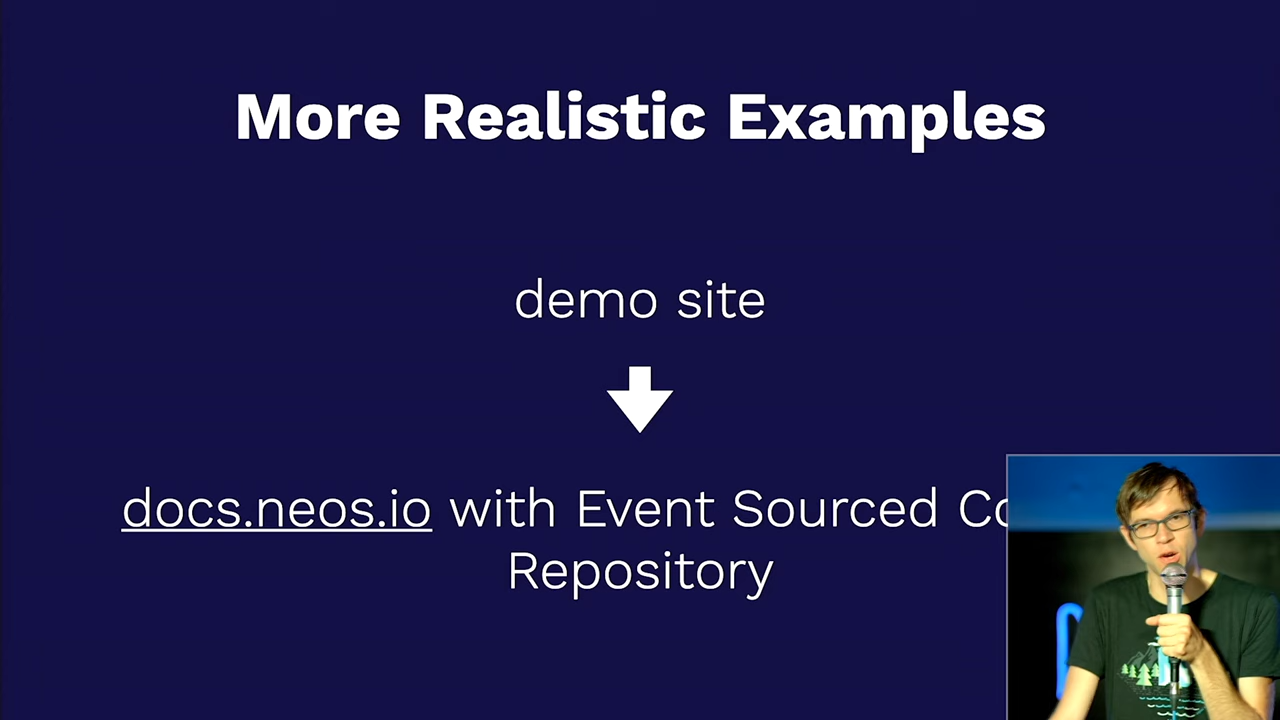 More Realistic Examples
demo site
docs.neos.io with Event Sourced
Repository